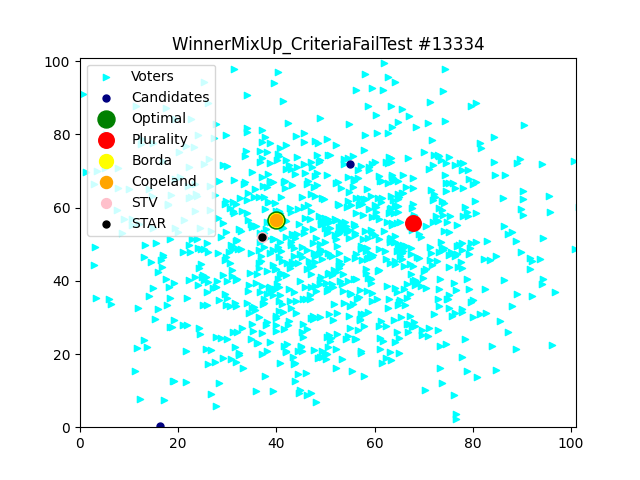 WinnerMixUp_CriteriaFailTest #13334
100
80
60
40
20
0
0
20
40
60
80
100
Voters
Candidates
Optimal
Plurality
Borda
Copeland
STV
STAR